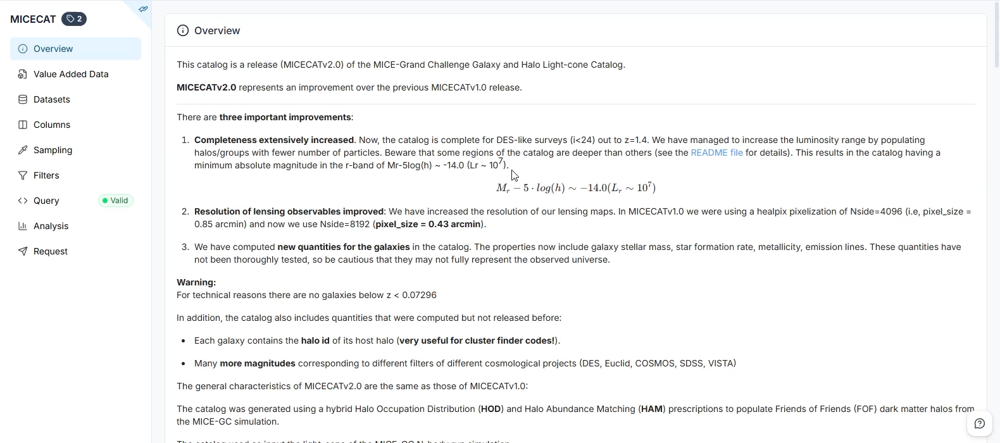 MICECAT 2
Overview
Value Added Data
Datasets
Columns
Sampling
Filters
Query Valid
Analysis
Request
Overview
This catalog is a release (MICECATv2.0) of the MICE-Grand Challenge Galaxy and Halo Light-cone Catalog.
MICECATv2.0 represents an improvement over the previous MICECATv1.0 release.
There are three important improvements:
1. Completeness extensively increased. Now, the catalog is complete for DES-like surveys (i<24) out to z=1.4. We have managed to increase the luminosity range by populating
halos/groups with fewer number of particles. Beware that some regions of the catalog are deeper than others (see the README file for details). This results in the catalog having a
minimum absolute magnitude in the r-band of Mr-5log(h) ~ -14.0 (Lr ~ 10^7).
M_r − 5 · log(h) ∼ −14.0(L_r ∼ 10^7)
2. Resolution of lensing observables improved: We have increased the resolution of our lensing maps. In MICECATv1.0 we were using a healpix pixelization of Nside=4096 (i.e, pixel_size =
0.85 arcmin) and now we use Nside=8192 (pixel_size = 0.43 arcmin).
3. We have computed new quantities for the galaxies in the catalog. The properties now include galaxy stellar mass, star formation rate, metallicity, emission lines. These quantities have
not been thoroughly tested, so be cautious that they may not fully represent the observed universe.
Warning:
For technical reasons there are no galaxies below z < 0.07296
In addition, the catalog also includes quantities that were computed but not released before:
• Each galaxy contains the halo id of its host halo (very useful for cluster finder codes!).
• Many more magnitudes corresponding to different filters of different cosmological projects (DES, Euclid, COSMOS, SDSS, VISTA)
The general characteristics of MICECATv2.0 are the same as those of MICECATv1.0:
The catalog was generated using a hybrid Halo Occupation Distribution (HOD) and Halo Abundance Matching (HAM) prescriptions to populate Friends of Friends (FOF) dark matter halos from
the MICE-GC simulation.
The catalog used as input the light-cone of the MICE-GC N-body run simulation